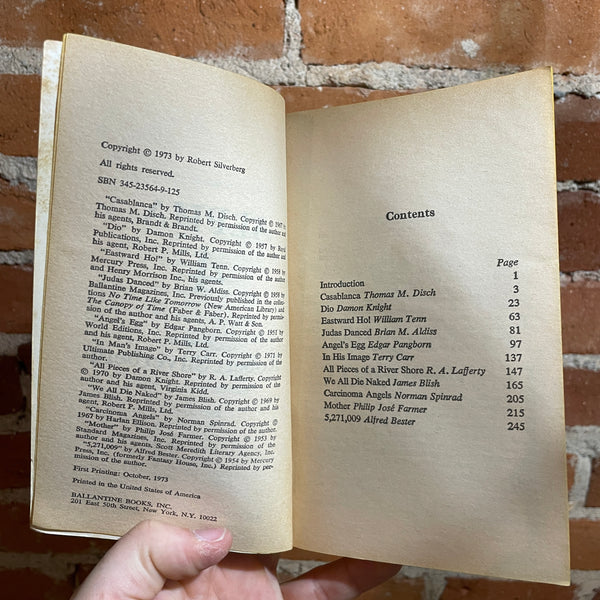 Copyright © 1973 by Robert Silverberg
All rights reserved.
SBN 345-23564-9-125
"Casablanca" by Thomas M. Disch. Copyright © 1967 by
Thomas M. Disch. Reprinted by permission of the author and
his agents, Brandt & Brandt.
"Dio" by Damon Knight. Copyright © 1957 by Royal
Publications, Inc. Reprinted by permission of the author and
his agent, Robert P. Mills, Ltd.
"Eastward Ho!" by William Tenn. Copyright © 1958 by
Mercury Press, Inc. Reprinted by permission of the author
and Henry Morrison Inc., his agents.
"Judas Danced" by Brian W. Aldiss. Copyright © 1958 by
Ballantine Magazines, Inc. Previously published in the collections
No Time Like Tomorrow (New American Library) and
The Canopy of Time (Faber & Faber). Reprinted by permission
of the author and his agents, A. P. Watt & Son.
"Angel's Egg" by Edgar Pangborn. Copyright © 1951 by
World Editions, Inc. Reprinted by permission of the author
and his agent, Robert P. Mills, Ltd.
"In Man's Image" by Terry Carr. Copyright © 1971 by
Ultimate Publishing Co., Inc. Reprinted by permission of the
author.
"All Pieces of a River Shore" by R. A. Lafferty. Copyright
© 1970 by Damon Knight. Reprinted by permission of the
author and his agent, Virginia Kidd.
"We All Die Naked" by James Blish. Copyright © 1969 by
James Blish. Reprinted by permission of the author and his
agent, Robert P. Mills, Ltd.
"Carcinoma Angels" by Norman Spinrad. Copyright ©
1967 by Harlan Ellison. Reprinted by permission of the author.
"Mother" by Philip José Farmer. Copyright © 1953 by
Standard Magazines, Inc. Reprinted by permission of the
author and his agents, Scott Meredith Literary Agency, Inc.
"5,271,009" by Alfred Bester. Copyright © 1954 by Mercury
Press, Inc. (formerly Fantasy House, Inc.) Reprinted by per-
mission of the author.
First Printing: October, 1973
Printed in the United States of America
BALLANTINE BOOKS, INC.
201 East 50th Street, New York, N.Y. 10022
Contents
Page
Introduction 1
Casablanca Thomas M. Disch 3
Dio Damon Knight 23
Eastward Ho! William Tenn 63
Judas Danced Brian M. Aldiss 81
Angel's Egg Edgar Pangborn 97
In His Image Terry Carr 137
All Pieces of a River Shore R. A. Lafferty 147
We All Die Naked James Blish 165
Carcinoma Angels Norman Spinrad 205
Mother Philip José Farmer 215
5,271,009 Alfred Bester 245